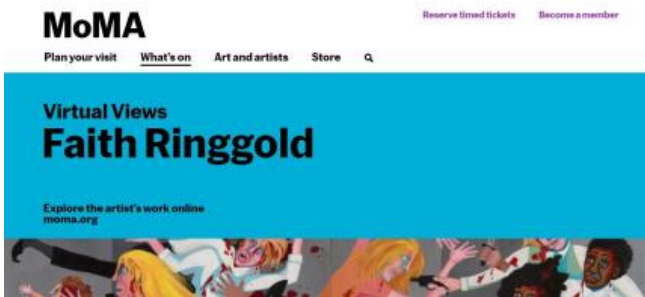 MoMA
Reserve timed tickets Become a member
Plan your visit What's on Art and artists Store
Virtual Views
Faith Ringgold
Explore the artist's work online
moma.org